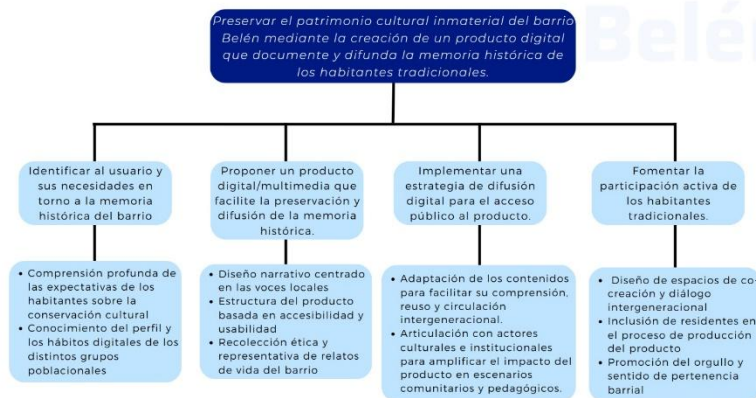 Belén
Preservar el patrimonio cultural inmaterial del barrio
Belén mediante la creación de un producto digital
que documente y difunda la memoria histórica de
los habitantes tradicionales.
Identificar al usuario y
sus necesidades en
torno a la memoria
histórica del barrio
Proponer un producto
digital/multimedia que
facilite la preservación y
difusión de la memoria
histórica.
Implementar una
estrategia de difusión
digital para el acceso
público al producto.
Fomentar la
participación activa de
los habitantes
tradicionales.
• Comprensión profunda de
las expectativas de los
habitantes sobre la
conservación cultural
• Conocimiento del perfil y
los hábitos digitales de los
distintos grupos
poblacionales
• Diseño narrativo centrado
en las voces locales
• Estructura del producto
basada en accesibilidad y
usabilidad
• Recolección ética y
representativa de relatos
de vida del barrio
• Adaptación de los contenidos
para facilitar su comprensión,
reuso y circulación
intergeneracional.
• Articulación con actores
culturales e institucionales
para amplificar el impacto del
producto en escenarios
comunitarios y pedagógicos.
• Diseño de espacios de co-
creación y diálogo
intergeneracional
• Inclusión de residentes en
el proceso de producción
del producto
• Promoción del orgullo y
sentido de pertenencia
barrial